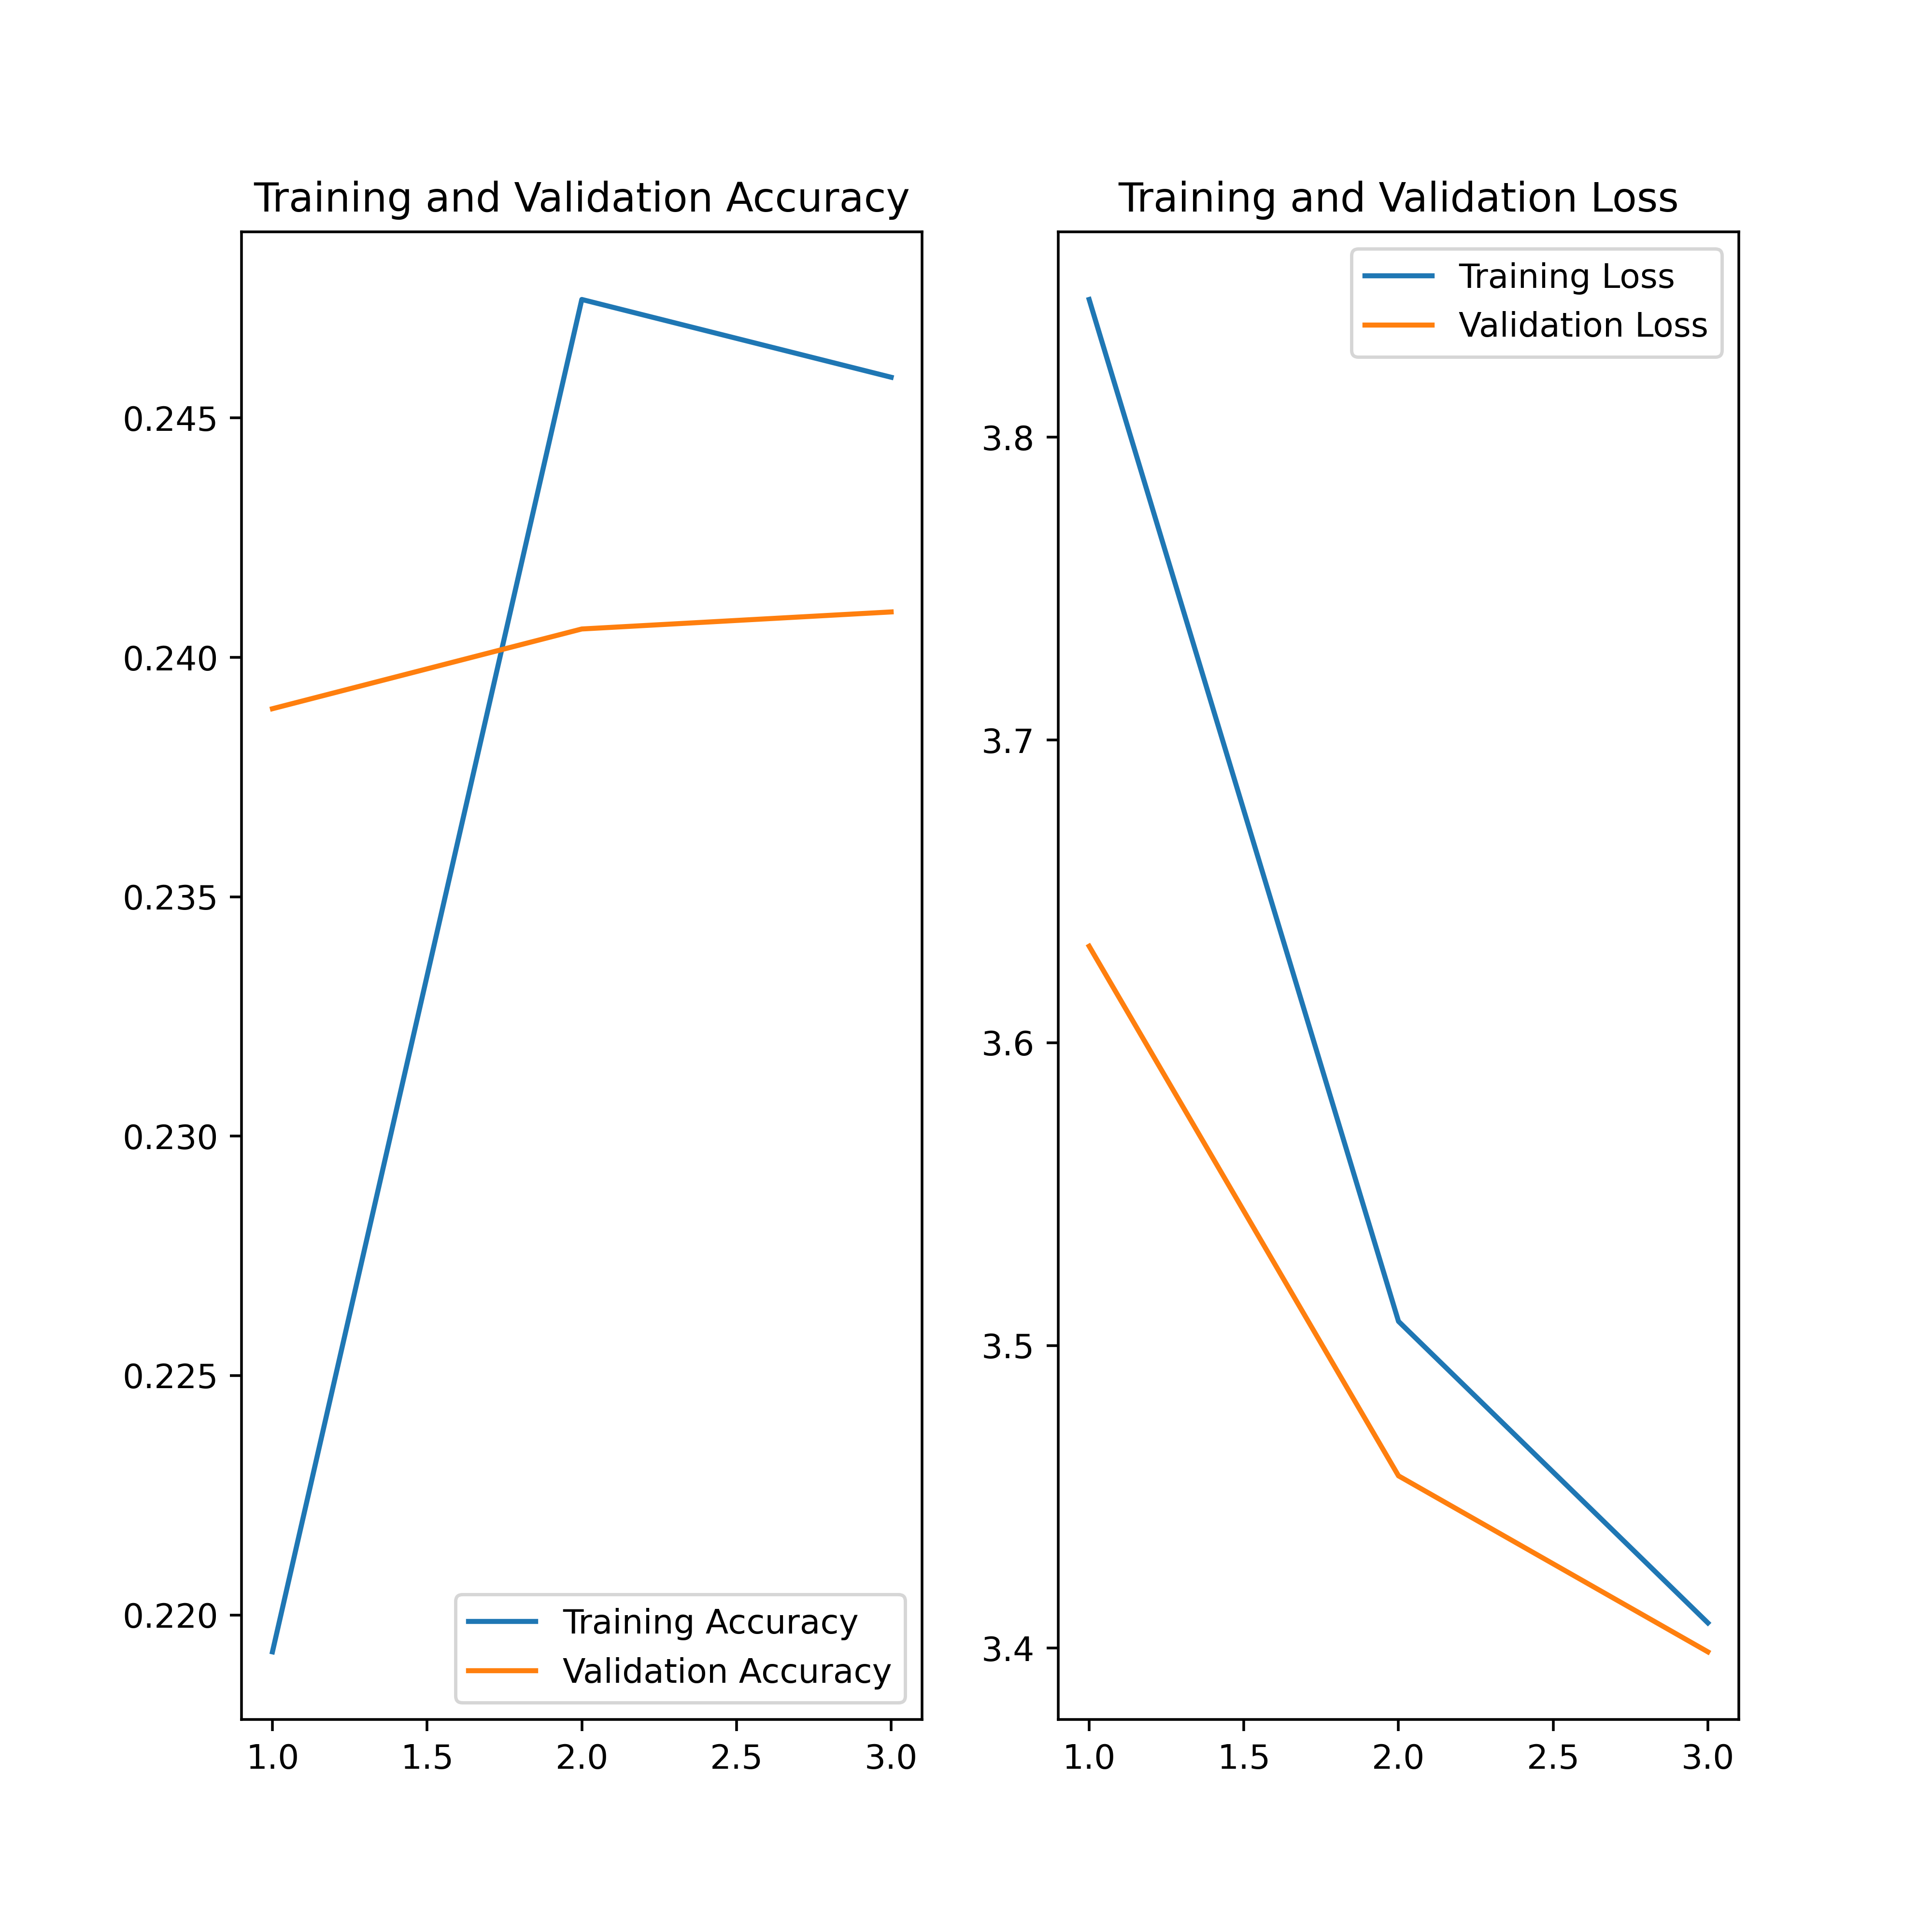 Training and Validation Accuracy
0.245
0.240
0.235
0.230
0.225
0.220
Training Accuracy
Validation Accuracy
1.0 1.5 2.0 2.5 3.0
Training and Validation Loss
Training Loss
Validation Loss
3.8
3.7
3.6
3.5
3.4
1.0 1.5 2.0 2.5 3.0